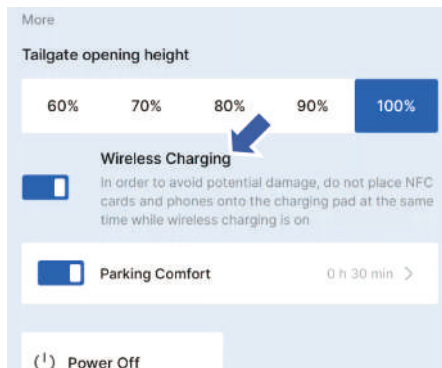 More
Tailgate opening height
60% 70% 80% 90% 100%
Wireless Charging
In order to avoid potential damage, do not place NFC
cards and phones onto the charging pad at the same
time while wireless charging is on
Parking Comfort 0 h 30 min
Power Off